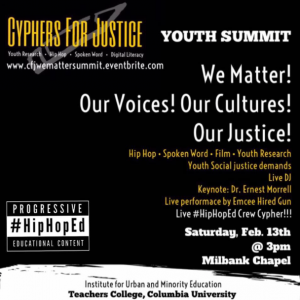 CYPHERS FOR JUSTICE
Youth Research • Hip Hop • Spoken Word • Digital Literacy
www.cfjwemattersummit.eventbrite.com
YOUTH SUMMIT
We Matter!
Our Voices! Our Cultures!
Our Justice!
Hip Hop • Spoken Word • Film • Youth Research
Youth Social justice demands
Live DJ
Keynote: Dr. Ernest Morrell
Live performace by Emcee Hired Gun
Live #HipHopEd Crew Cypher!!!
PROGRESSIVE
#HipHopEd
EDUCATIONAL CONTENT
Saturday, Feb. 13th
@ 3pm
Milbank Chapel
Institute for Urban and Minority Education
Teachers College, Columbia University